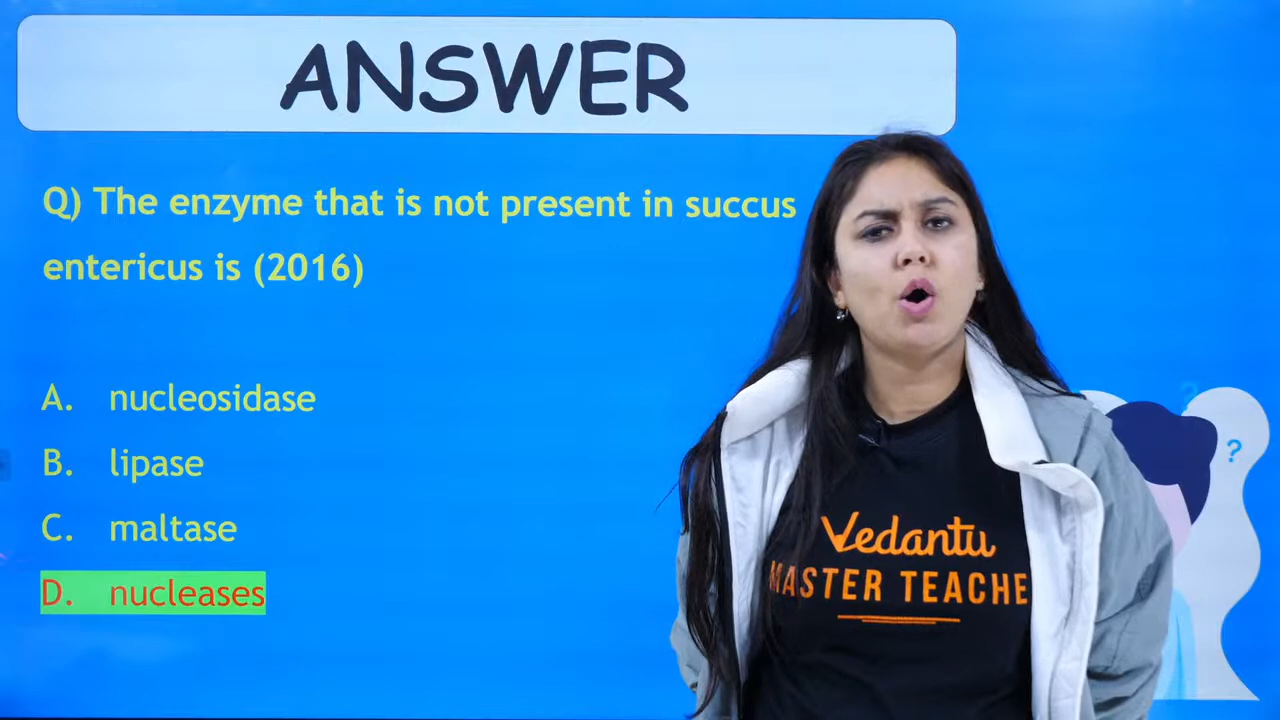 ANSWER
Q) The enzyme that is not present in succus
entericus is (2016)
A. nucleosidase
B. lipase
C. maltase
D. nucleases
Vedantu
MASTER TEACHE
?
?